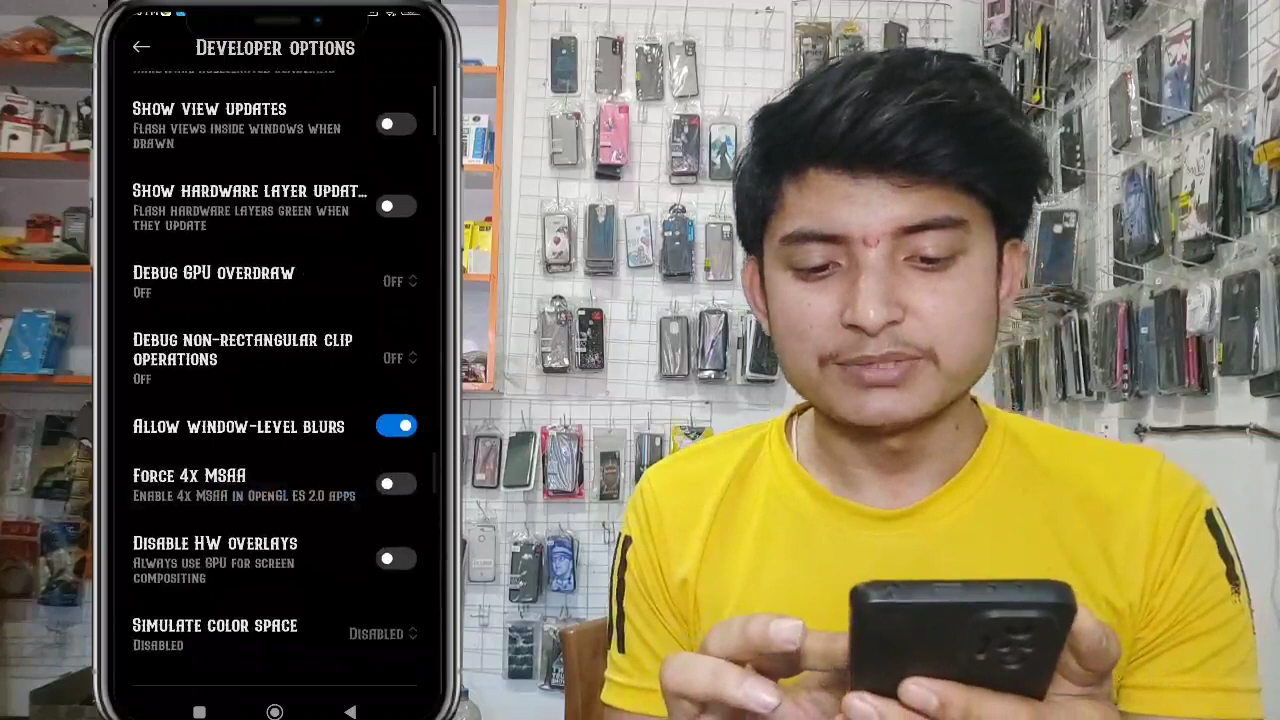 Developer options
Show view updates
Flash views inside windows when
drawn
Show hardware layer updat...
Flash hardware layers green when
they update
Debug GPU overdraw
Off
Off
Debug non-rectangular clip
operations
Off
Off
Allow window-level blurs
Force 4x MSAA
Enable 4x MSAA in OpenGL ES 2.0 apps
Disable HW overlays
Always use GPU for screen
compositing
Simulate color space
Disabled
Disabled